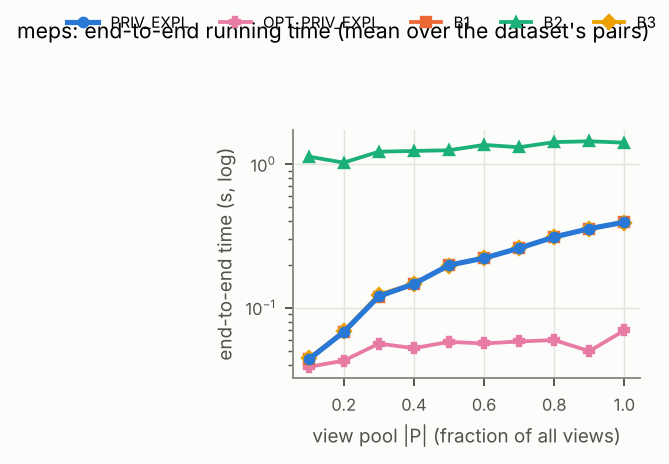 PRIV_EXPL OPT-PRIV_EXPL B1 B2 B3
meps: end-to-end running time (mean over the dataset's pairs)
end-to-end time (s, log)
10⁰
10⁻¹
0.2 0.4 0.6 0.8 1.0
view pool |P| (fraction of all views)